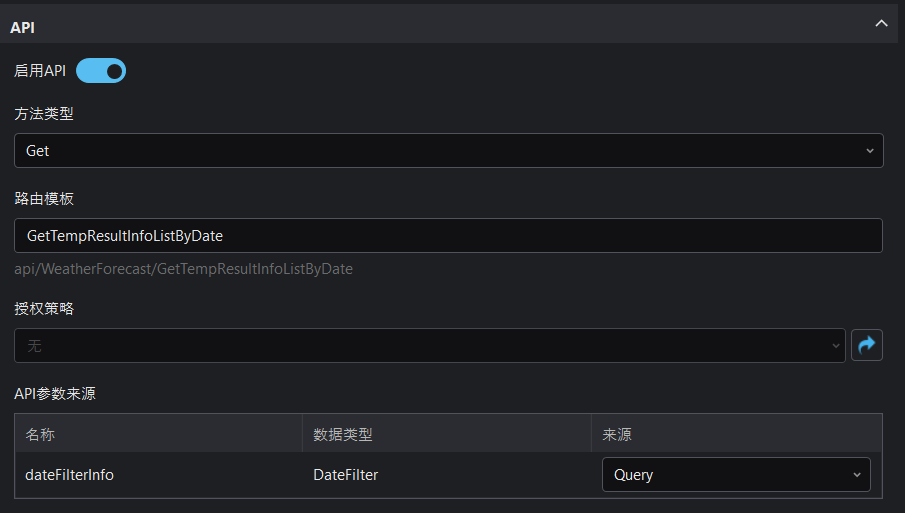 API
启用API
方法类型
Get
路由模板
GetTempResultInfoListByDate
api/WeatherForecast/GetTempResultInfoListByDate
授权策略
无
API参数来源
名称 数据类型 来源
dateFilterInfo DateFilter Query